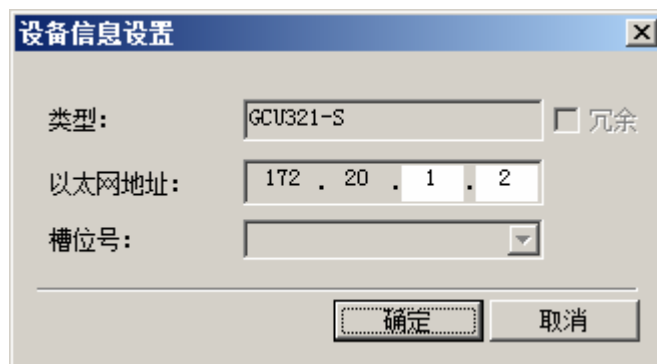 设备信息设置
类型: GCU321-S 冗余
以太网地址: 172 . 20 . 1 . 2
槽位号:
确定 取消